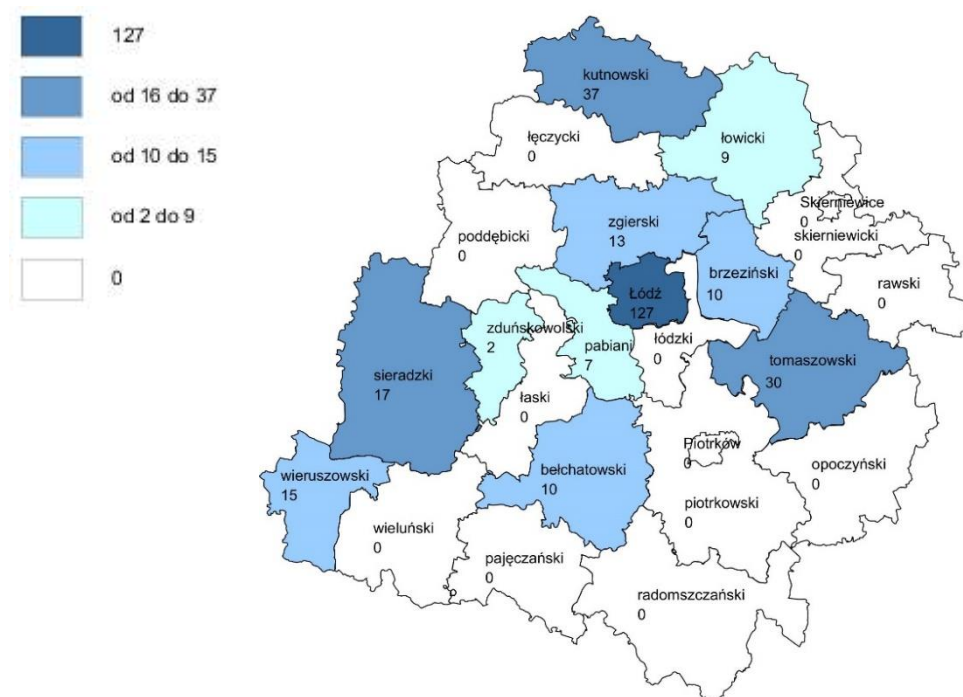 127
od 16 do 37
od 10 do 15
od 2 do 9
0
kutnowski
37
łęczycki
0
łowicki
9
Skierniewice
0
skierniewicki
0
zgierski
13
poddębicki
0
brzeziński
10
rawski
0
Łódź
127
zduńskowolski
2
pabiani
7
łódzki
0
tomaszowski
30
sieradzki
17
łaski
0
Piotrków
0
opoczyński
0
wieruszowski
15
bełchatowski
10
piotrkowski
0
wieluński
0
pajęczański
0
radomszczański
0